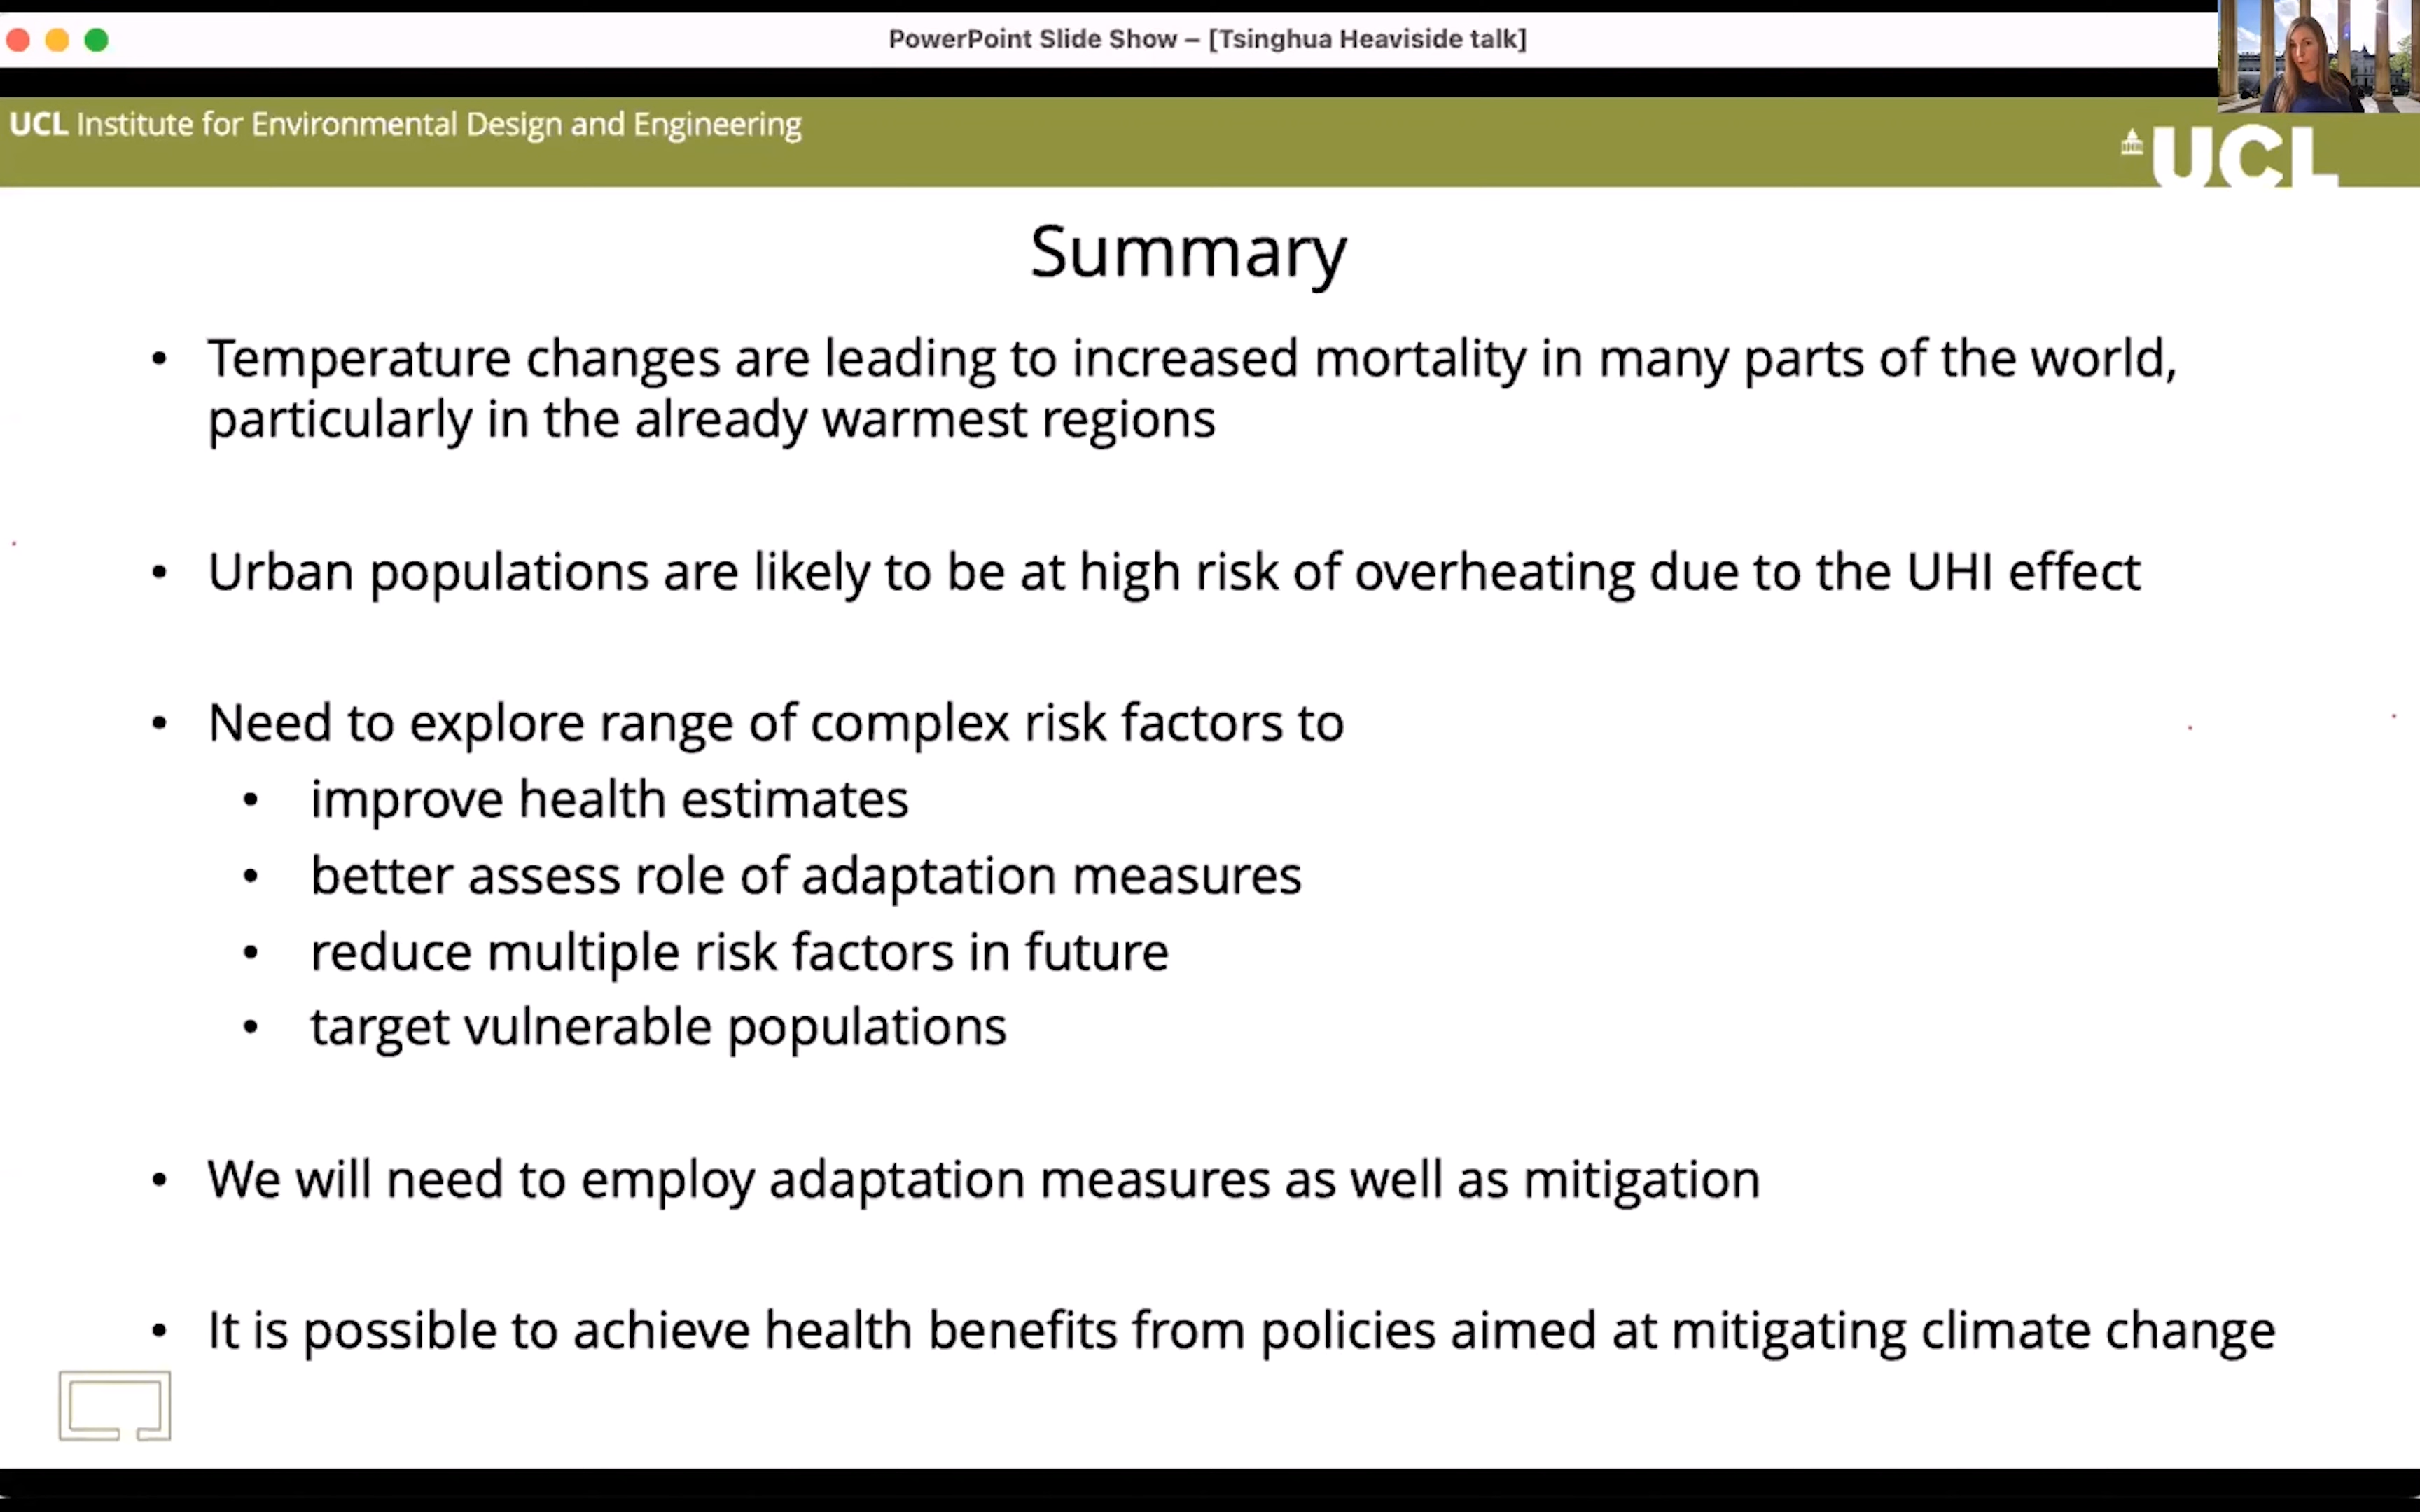 PowerPoint Slide Show – [Tsinghua Heaviside talk]
UCL Institute for Environmental Design and Engineering
UCL
Summary
• Temperature changes are leading to increased mortality in many parts of the world,
particularly in the already warmest regions
• Urban populations are likely to be at high risk of overheating due to the UHI effect
• Need to explore range of complex risk factors to
• improve health estimates
• better assess role of adaptation measures
• reduce multiple risk factors in future
• target vulnerable populations
• We will need to employ adaptation measures as well as mitigation
• It is possible to achieve health benefits from policies aimed at mitigating climate change